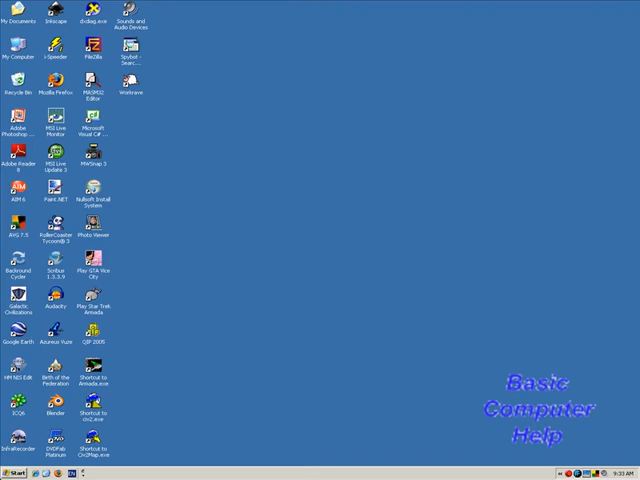 My Documents
Inkscape
dxdiag.exe
Sounds and
Audio Devices
My Computer
i-Speeder
FileZilla
Spybot -
Searc...
Recycle Bin
Mozilla Firefox
MASM32
Editor
Workrave
Adobe
Photoshop ...
MSI Live
Monitor
Microsoft
Visual C# ...
Adobe Reader
8
MSI Live
Update 3
MWSnap 3
AIM 6
Paint.NET
Nullsoft Install
System
AVG 7.5
RollerCoaster
Tycoon® 3
Photo Viewer
Backround
Cycler
Scribus
1.3.3.9
Play GTA Vice
City
Galactic
Civilizations
Audacity
Play Star Trek
Armada
Google Earth
Azureus Vuze
QIP 2005
HM NIS Edit
Birth of the
Federation
Shortcut to
Armada.exe
ICQ6
Blender
Shortcut to
civ2.exe
InfraRecorder
DVDFab
Platinum
Shortcut to
Civ2Map.exe
Basic
Computer
Help
Start
EN
9:33 AM